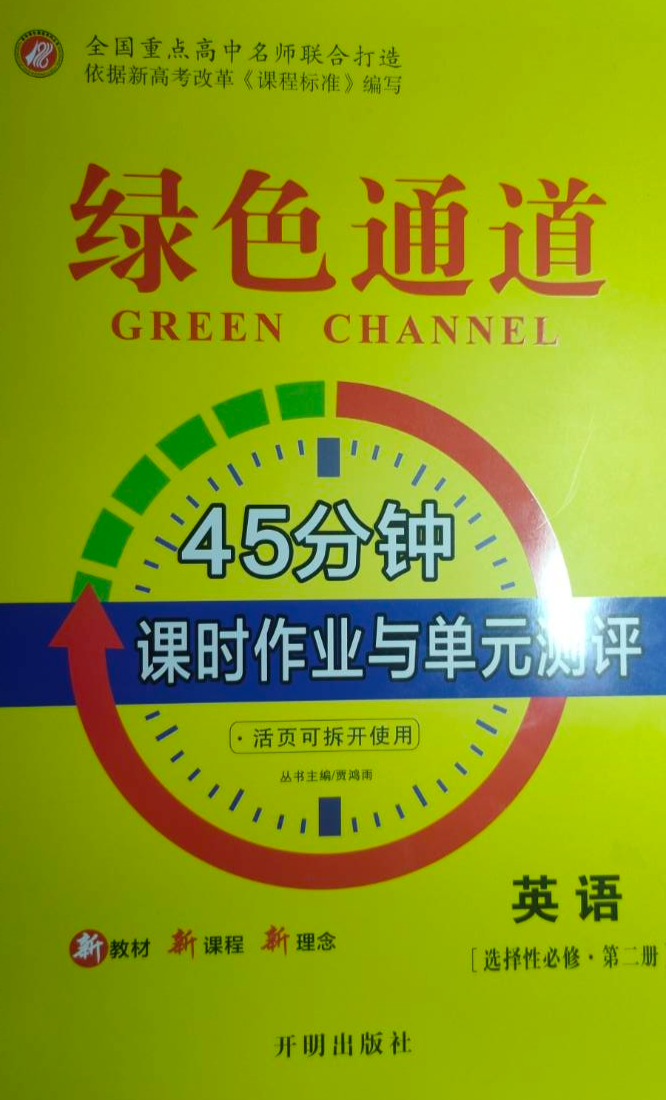 全国重点高中名师联合打造
依据新高考改革《课程标准》编写
绿色通道
GREEN CHANNEL
45分钟
课时作业与单元测评
·活页可拆开使用
丛书主编/贾鸿雨
英语
[选择性必修·第二册
新教材 新课程 新理念
开明出版社